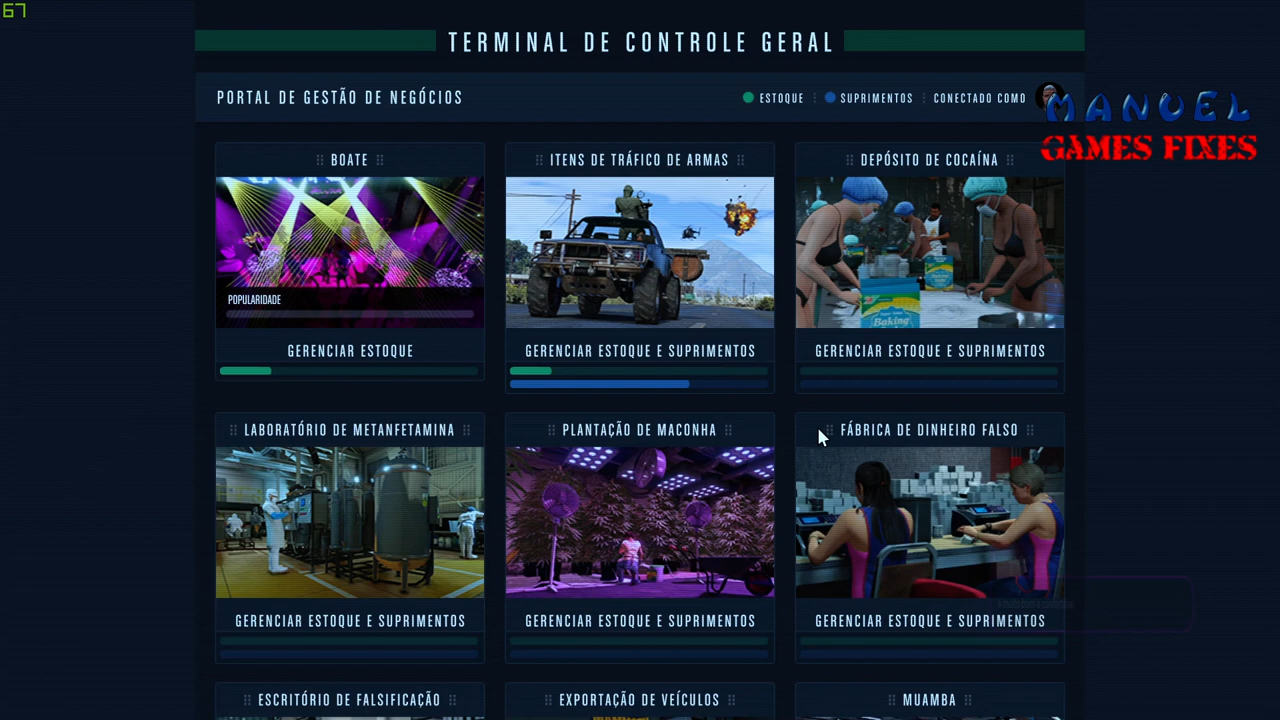 67
TERMINAL DE CONTROLE GERAL
PORTAL DE GESTÃO DE NEGÓCIOS
ESTOQUE
SUPRIMENTOS
CONECTADO COMO
MANUEL
GAMES FIXES
BOATE
ITENS DE TRÁFICO DE ARMAS
DEPÓSITO DE COCAÍNA
POPULARIDADE
Baking
GERENCIAR ESTOQUE
GERENCIAR ESTOQUE E SUPRIMENTOS
GERENCIAR ESTOQUE E SUPRIMENTOS
LABORATÓRIO DE METANFETAMINA
PLANTAÇÃO DE MACONHA
FÁBRICA DE DINHEIRO FALSO
GERENCIAR ESTOQUE E SUPRIMENTOS
GERENCIAR ESTOQUE E SUPRIMENTOS
GERENCIAR ESTOQUE E SUPRIMENTOS
ESCRITÓRIO DE FALSIFICAÇÃO
EXPORTAÇÃO DE VEÍCULOS
MUAMBA